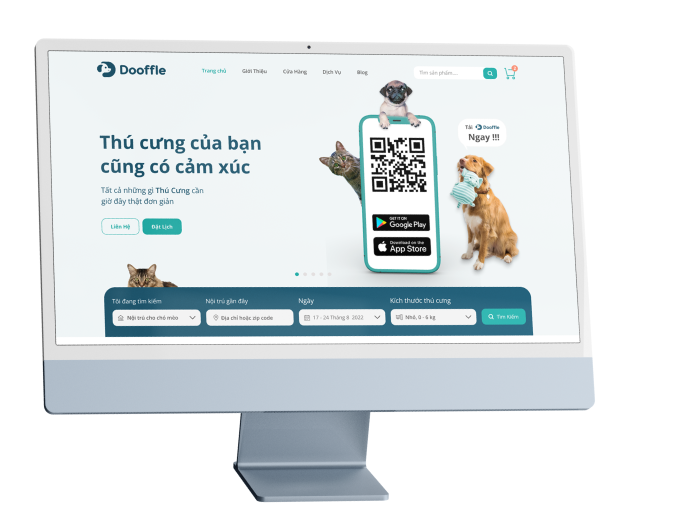 Dooffle
Trang chủ
Giới Thiệu
Cửa Hàng
Dịch Vụ
Blog
Tìm sản phẩm...
Thú cưng của bạn
cũng có cảm xúc
Tất cả những gì Thú Cưng cần
giờ đây thật đơn giản
Liên Hệ
Đặt Lịch
Tải Dooffle
Ngay !!!
GET IT ON
Google Play
Download on the
App Store
Tôi đang tìm kiếm
Nội trú gần đây
Ngày
Kích thước thú cưng
Nội trú cho chó mèo
Địa chỉ hoặc zip code
17 - 24 Tháng 8 2022
Nhỏ, 0 - 6 kg
Tìm Kiếm